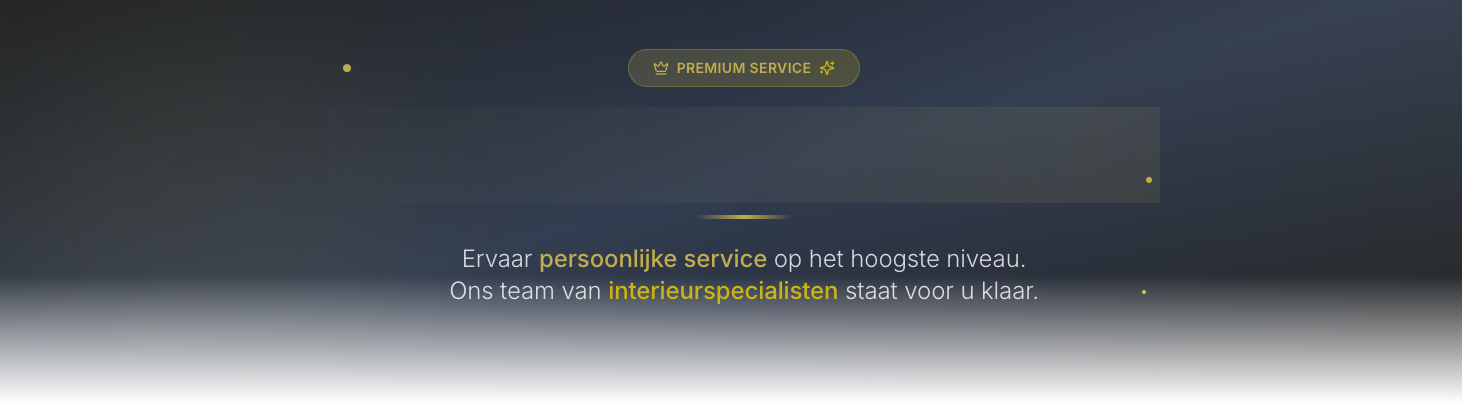 PREMIUM SERVICE
Ervaar persoonlijke service op het hoogste niveau.
Ons team van interieurspecialisten staat voor u klaar.